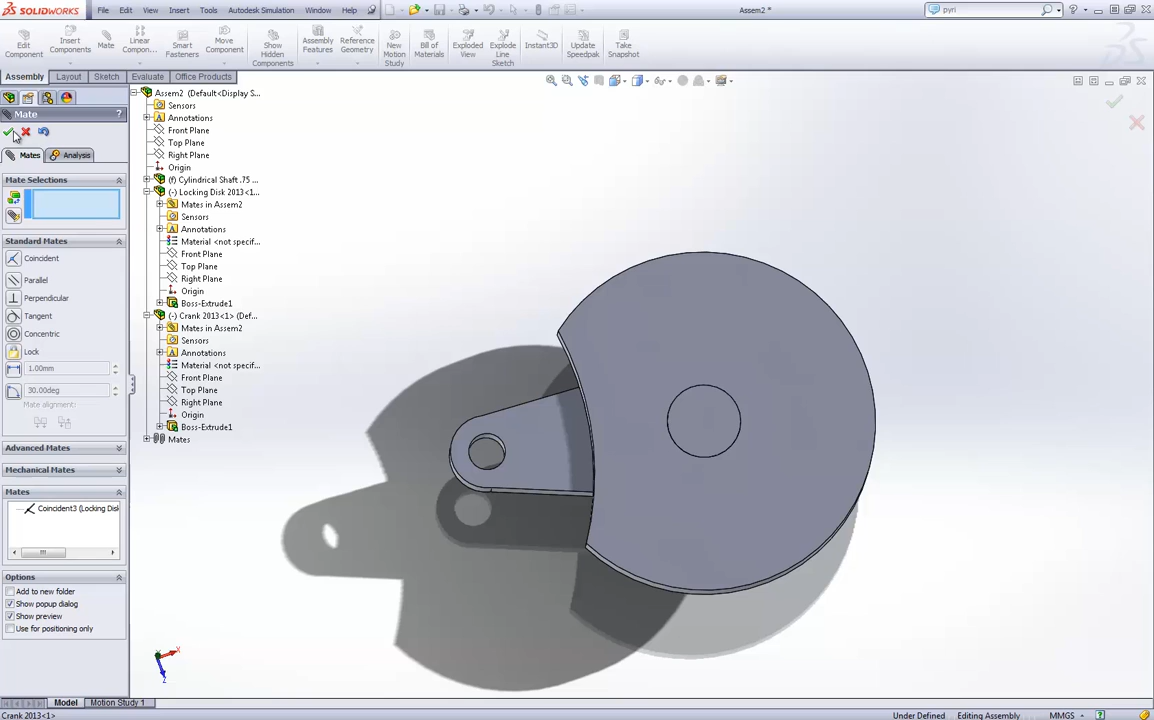 SOLIDWORKS File Edit View Insert Tools Autodesk Simulation Window Help Assem2 * pyri
Edit Component
Insert Components
Mate
Linear Compon...
Smart Fasteners
Move Component
Show Hidden Components
Assembly Features
Reference Geometry
New Motion Study
Bill of Materials
Exploded View
Explode Line Sketch
Instant3D
Update Speedpak
Take Snapshot
Assembly Layout Sketch Evaluate Office Products
Mate ?
Mates Analysis
Mate Selections
Standard Mates
Coincident
Parallel
Perpendicular
Tangent
Concentric
Lock
1.00mm
30.00deg
Mate alignment:
Advanced Mates
Mechanical Mates
Mates
Coincident3 (Locking Disk
Options
Add to new folder
Show popup dialog
Show preview
Use for positioning only
Assem2 (Default<Display S...
Sensors
Annotations
Front Plane
Top Plane
Right Plane
Origin
(f) Cylindrical Shaft .75 ...
(-) Locking Disk 2013<1...
Mates in Assem2
Sensors
Annotations
Material <not specif...
Front Plane
Top Plane
Right Plane
Origin
Boss-Extrude1
(-) Crank 2013<1> (Def...
Mates in Assem2
Sensors
Annotations
Material <not specif...
Front Plane
Top Plane
Right Plane
Origin
Boss-Extrude1
Mates
X
Z
Model Motion Study 1
Crank 2013<1> Under Defined Editing Assembly MMGS ?